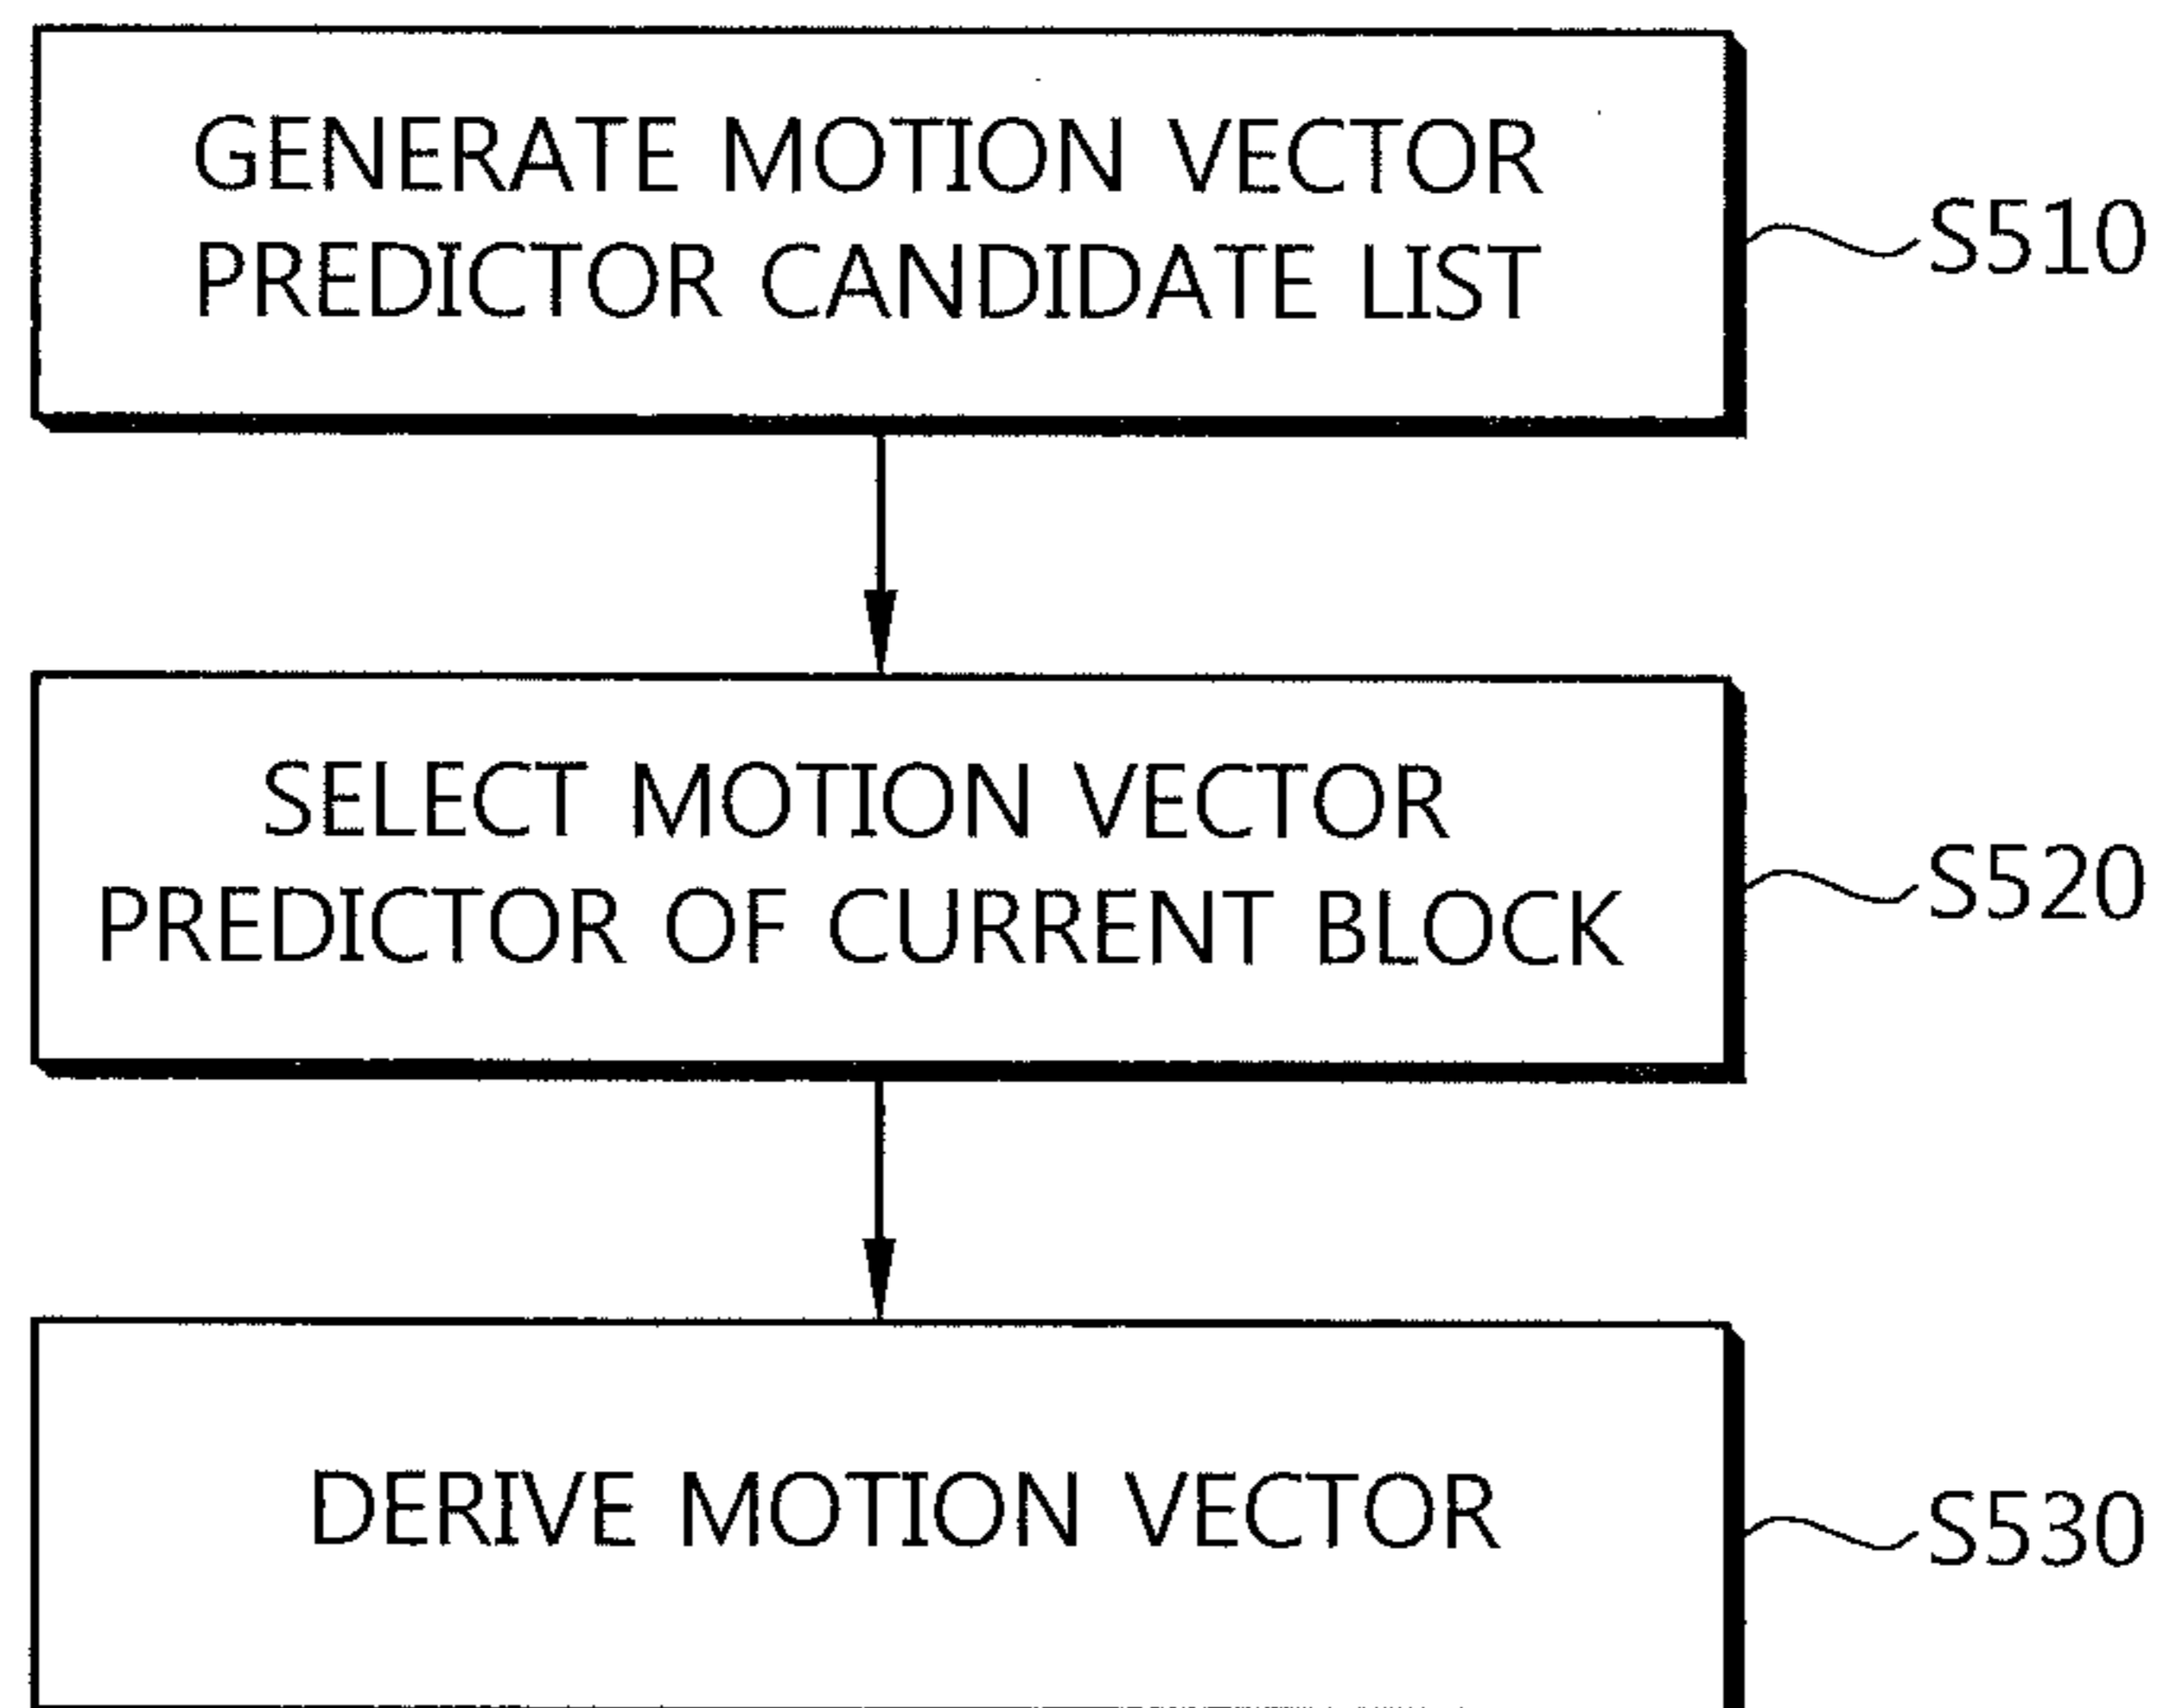 GENERATE MOTION VECTOR
PREDICTOR CANDIDATE LIST
S510
SELECT MOTION VECTOR
PREDICTOR OF CURRENT BLOCK
S520
DERIVE MOTION VECTOR
S530